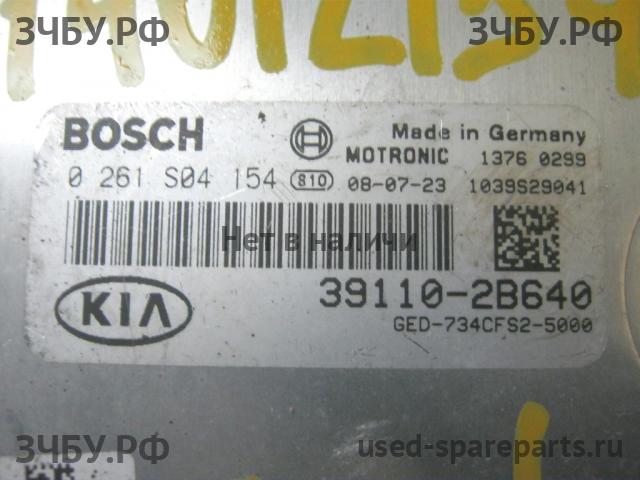 ЗЧБУ.РФ
ЗЧБУ.РФ
BOSCH
Made in Germany
MOTRONIC 1376 0299
0 261 S04 154 (810) 08-07-23 1039S29041
Нет в наличи
KIA
39110-2B640
GED-734CFS2-5000
ЗЧБУ.РФ
used-spareparts.ru